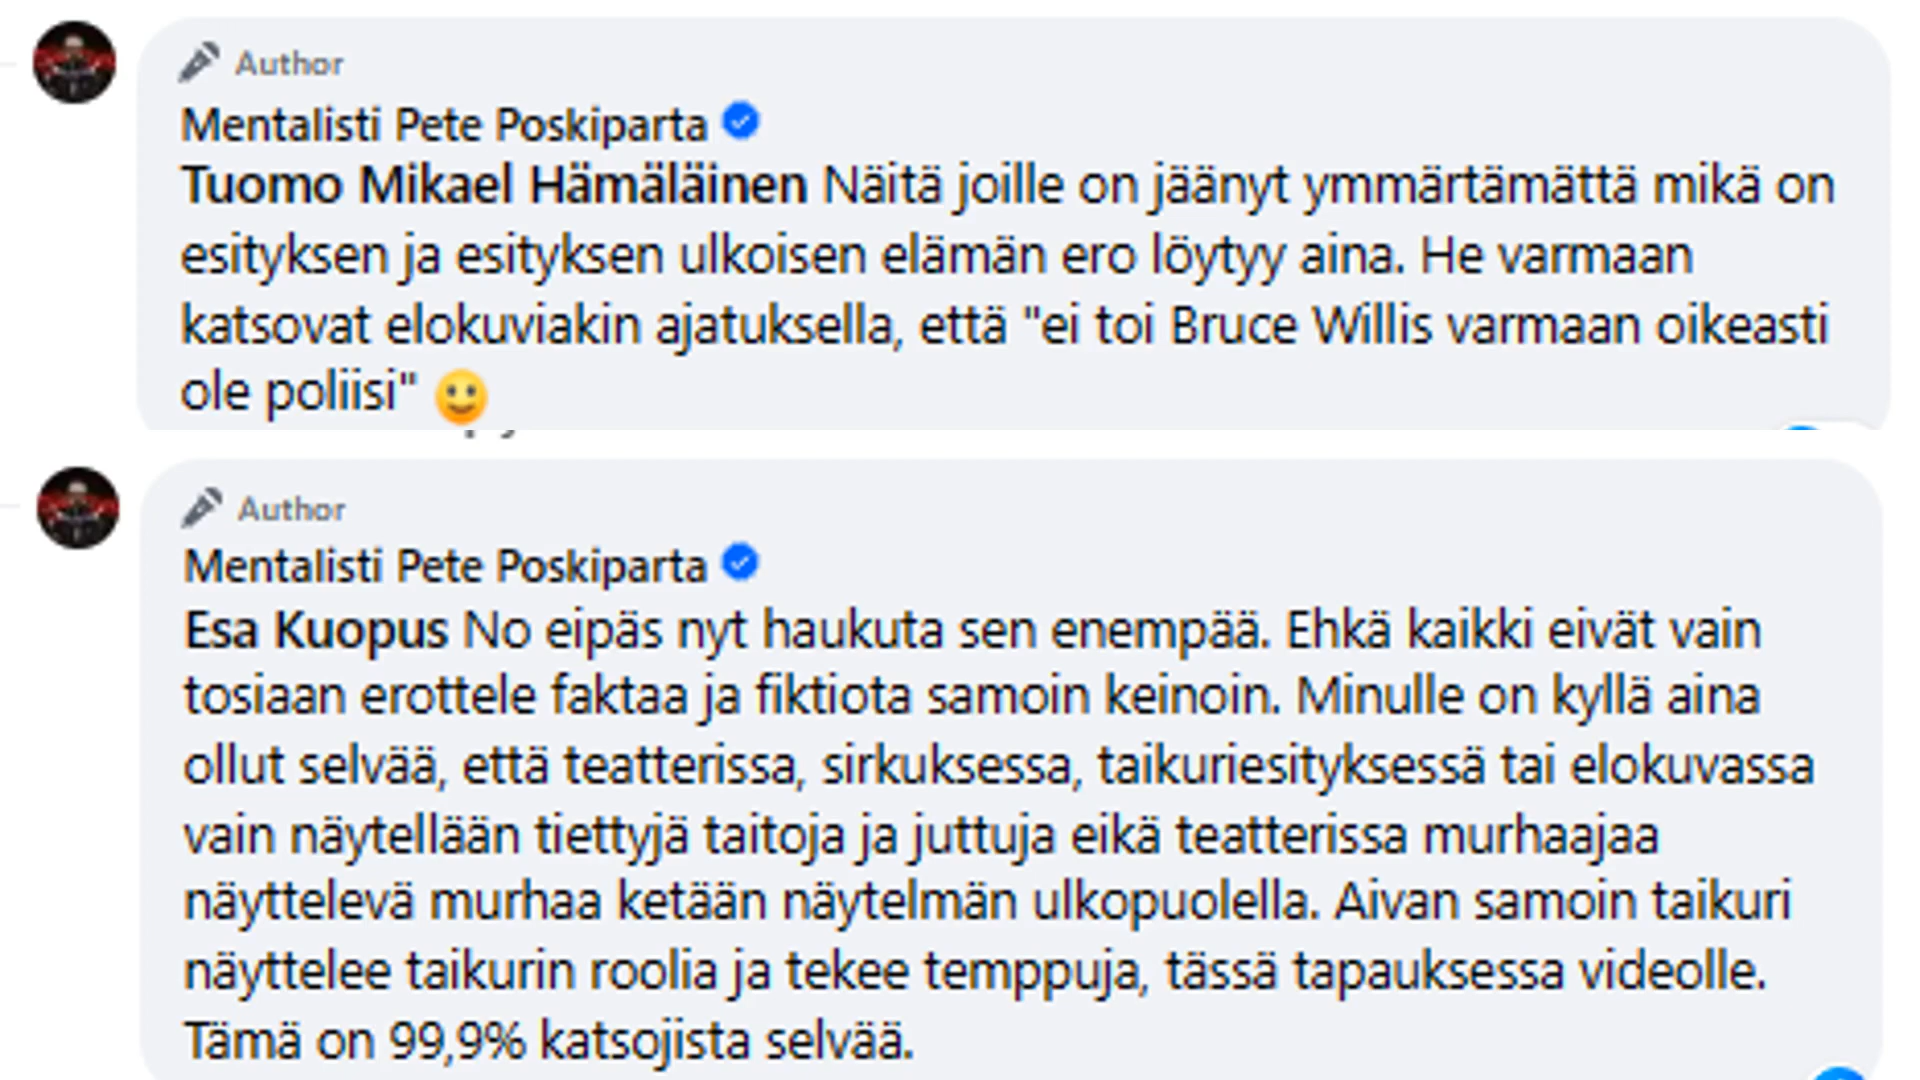 Author
Mentalisti Pete Poskiparta
Tuomo Mikael Hämäläinen Näitä joille on jäänyt ymmärtämättä mikä on
esityksen ja esityksen ulkoisen elämän ero löytyy aina. He varmaan
katsovat elokuviakin ajatuksella, että "ei toi Bruce Willis varmaan oikeasti
ole poliisi" 🙂
Author
Mentalisti Pete Poskiparta
Esa Kuopus No eipäs nyt haukuta sen enempää. Ehkä kaikki eivät vain
tosiaan erottele faktaa ja fiktiota samoin keinoin. Minulle on kyllä aina
ollut selvää, että teatterissa, sirkuksessa, taikuriesityksessä tai elokuvassa
vain näytellään tiettyjä taitoja ja juttuja eikä teatterissa murhaajaa
näyttelevä murhaa ketään näytelmän ulkopuolella. Aivan samoin taikuri
näyttelee taikurin roolia ja tekee temppuja, tässä tapauksessa videolle.
Tämä on 99,9% katsojista selvää.